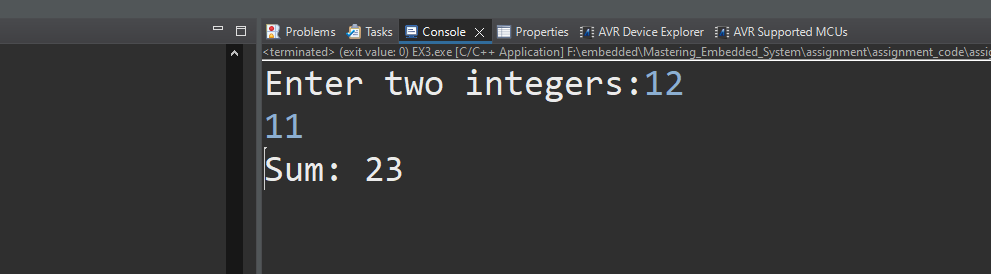 Problems Tasks Console Properties AVR Device Explorer AVR Supported MCUs
<terminated> (exit value: 0) EX3.exe [C/C++ Application] F:\embedded\Mastering_Embedded_System\assignment\assignment_code\assig
Enter two integers:12
11
Sum: 23